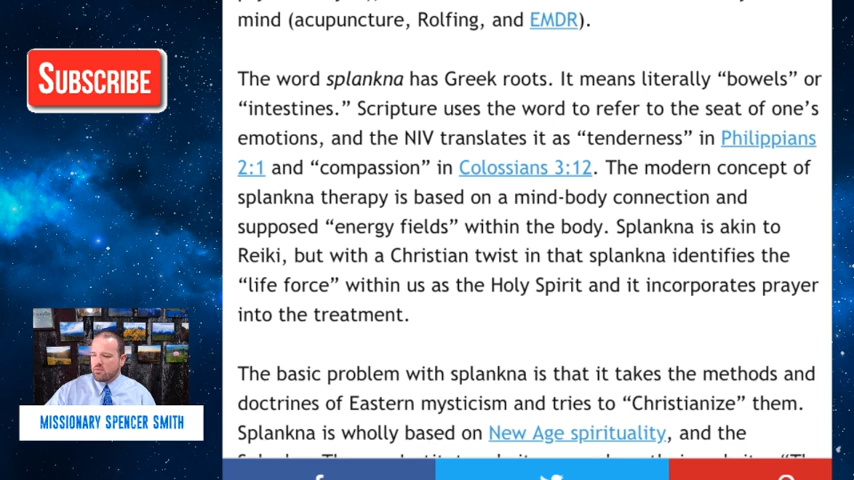 mind (acupuncture, Rolfing, and EMDR).
SUBSCRIBE
The word splankna has Greek roots. It means literally “bowels” or
“intestines.” Scripture uses the word to refer to the seat of one’s
emotions, and the NIV translates it as “tenderness” in Philippians
2:1 and “compassion” in Colossians 3:12. The modern concept of
splankna therapy is based on a mind-body connection and
supposed “energy fields” within the body. Splankna is akin to
Reiki, but with a Christian twist in that splankna identifies the
“life force” within us as the Holy Spirit and it incorporates prayer
into the treatment.
The basic problem with splankna is that it takes the methods and
doctrines of Eastern mysticism and tries to “Christianize” them.
Splankna is wholly based on New Age spirituality, and the
MISSIONARY SPENCER SMITH